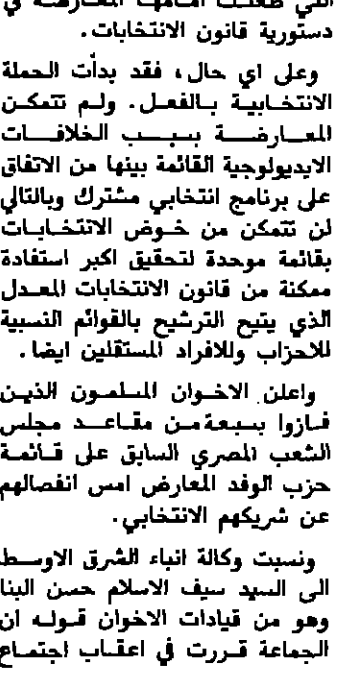 التي طعنت امامها المعارضة في
دستورية قانون الانتخابات.
وعلى اي حال، فقد بدأت الحملة
الانتخابية بالفعل. ولم تتمكن
المعارضة بسبب الخلافات
الايديولوجية القائمة بينها من الاتفاق
على برنامج انتخابي مشترك وبالتالي
لن تتمكن من خوض الانتخابات
بقائمة موحدة لتحقيق اكبر استفادة
ممكنة من قانون الانتخابات المعدل
الذي يتيح الترشيح بالقوائم النسبية
للاحزاب وللافراد المستقلين ايضا.
واعلن الاخوان المسلمون الذين
فازوا بسبعة من مقاعد مجلس
الشعب المصري السابق على قائمة
حزب الوفد المعارض امس انفصالهم
عن شريكهم الانتخابي.
ونسبت وكالة انباء الشرق الاوسط
الى السيد سيف الاسلام حسن البنا
وهو من قيادات الاخوان قوله ان
الجماعة قررت في اعقاب اجتماع